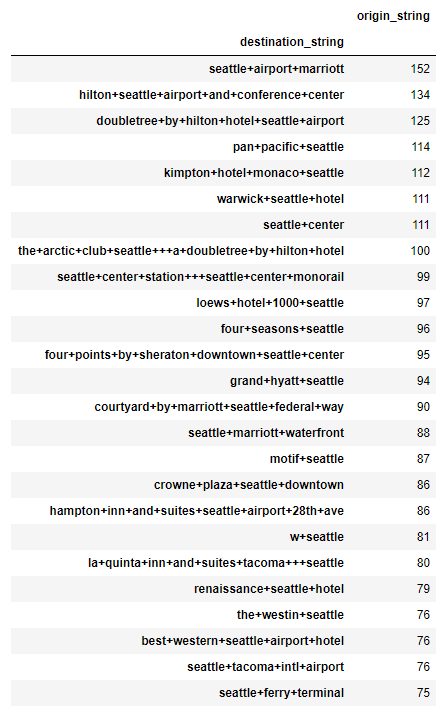 origin_string
destination_string
seattle+airport+marriott 152
hilton+seattle+airport+and+conference+center 134
doubletree+by+hilton+hotel+seattle+airport 125
pan+pacific+seattle 114
kimpton+hotel+monaco+seattle 112
warwick+seattle+hotel 111
seattle+center 111
the+arctic+club+seattle+++a+doubletree+by+hilton+hotel 100
seattle+center+station+++seattle+center+monorail 99
loews+hotel+1000+seattle 97
four+seasons+seattle 96
four+points+by+sheraton+downtown+seattle+center 95
grand+hyatt+seattle 94
courtyard+by+marriott+seattle+federal+way 90
seattle+marriott+waterfront 88
motif+seattle 87
crowne+plaza+seattle+downtown 86
hampton+inn+and+suites+seattle+airport+28th+ave 86
w+seattle 81
la+quinta+inn+and+suites+tacoma+++seattle 80
renaissance+seattle+hotel 79
the+westin+seattle 76
best+western+seattle+airport+hotel 76
seattle+tacoma+intl+airport 76
seattle+ferry+terminal 75